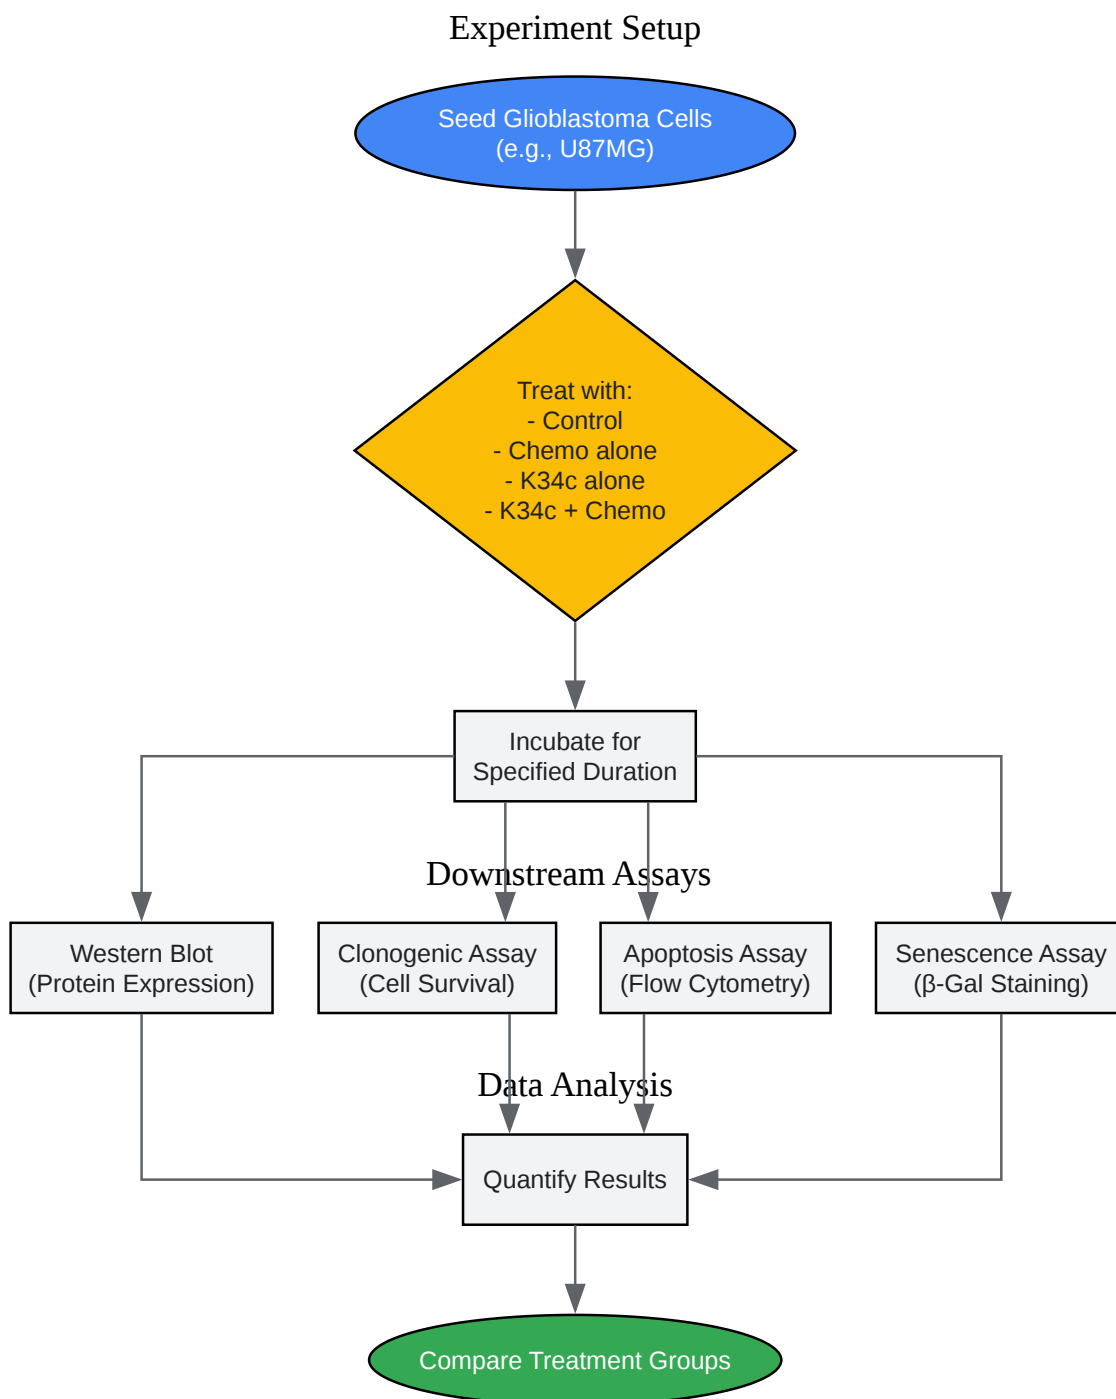 Experiment Setup
Seed Glioblastoma Cells
(e.g., U87MG)
Treat with:
- Control
- Chemo alone
- K34c alone
- K34c + Chemo
Incubate for
Specified Duration
Downstream Assays
Western Blot
(Protein Expression)
Clonogenic Assay
(Cell Survival)
Apoptosis Assay
(Flow Cytometry)
Senescence Assay
(β-Gal Staining)
Data Analysis
Quantify Results
Compare Treatment Groups